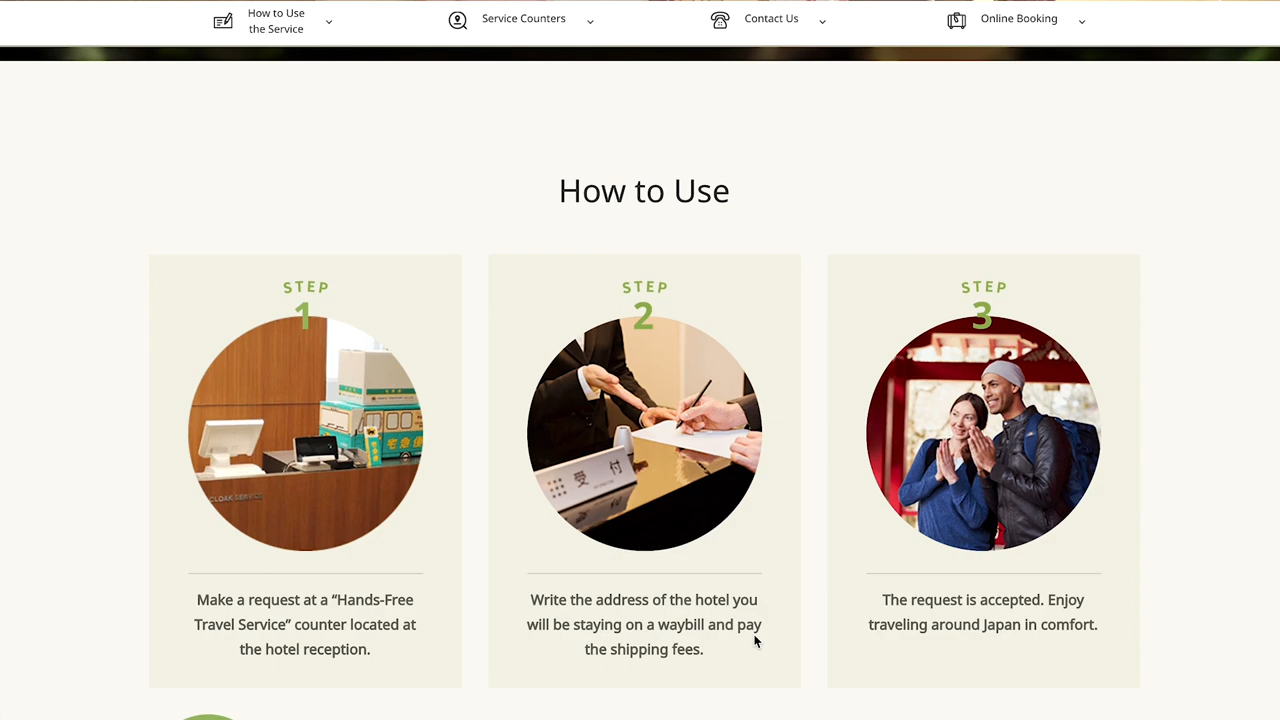 How to Use
the Service
Service Counters
Contact Us
Online Booking
How to Use
STEP
1
STEP
2
STEP
3
宅急便
CLOAK SERVICE
受 付
Make a request at a “Hands-Free
Travel Service” counter located at
the hotel reception.
Write the address of the hotel you
will be staying on a waybill and pay
the shipping fees.
The request is accepted. Enjoy
traveling around Japan in comfort.